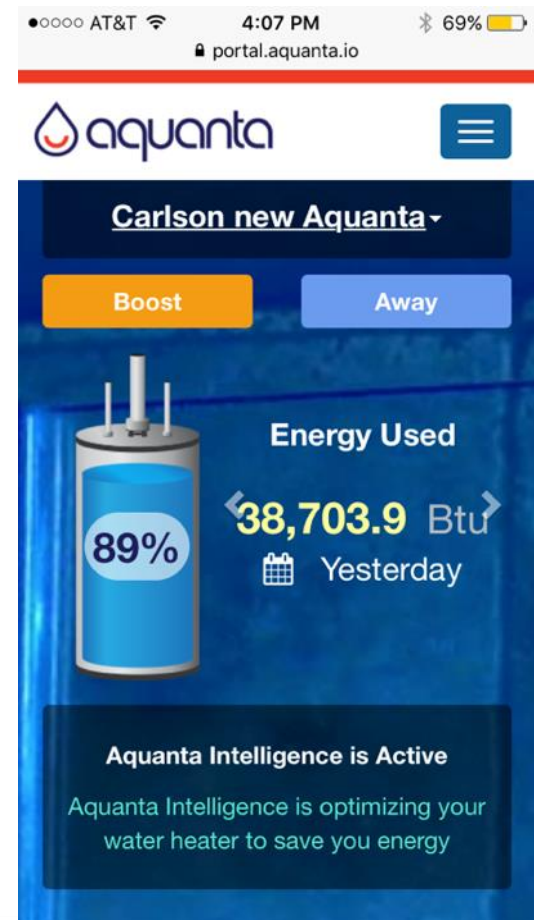 AT&T 4:07 PM 69%
portal.aquanta.io
aquanta
Carlson new Aquanta
Boost Away
Energy Used
38,703.9 Btu
89%
Yesterday
Aquanta Intelligence is Active
Aquanta Intelligence is optimizing your
water heater to save you energy